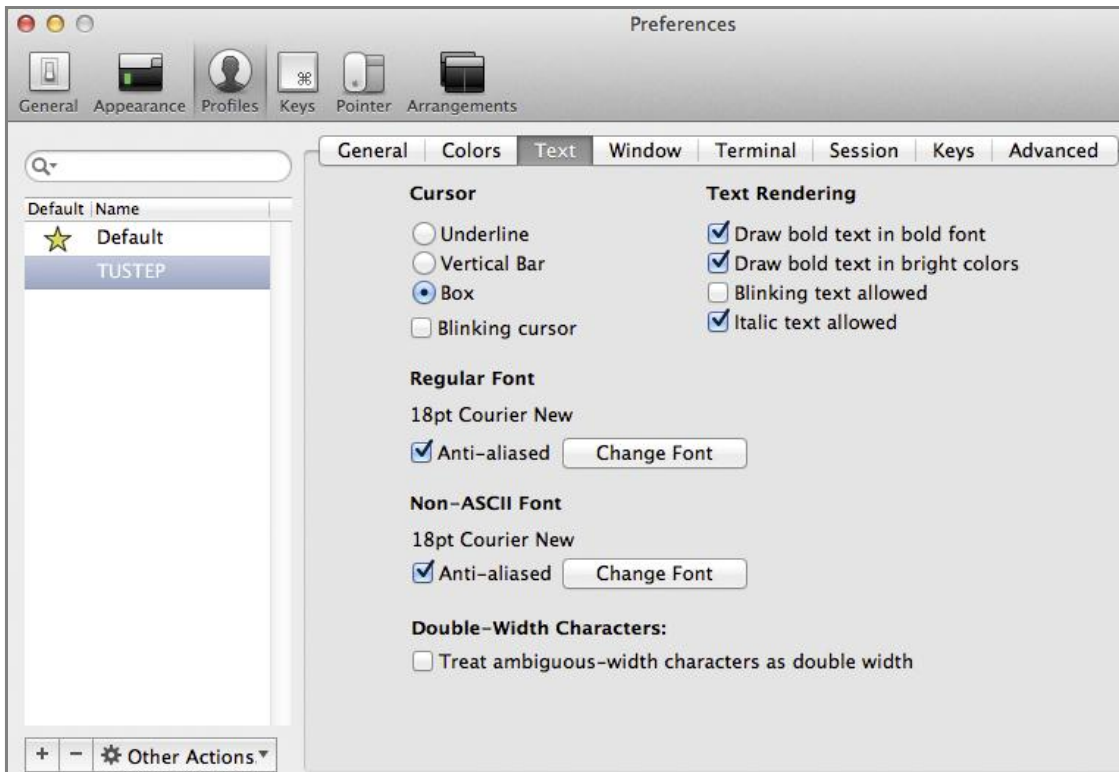 Preferences
General Appearance Profiles Keys Pointer Arrangements
General Colors Text Window Terminal Session Keys Advanced
Default Name
Default
TUSTEP
Cursor
Underline
Vertical Bar
Box
Blinking cursor
Text Rendering
Draw bold text in bold font
Draw bold text in bright colors
Blinking text allowed
Italic text allowed
Regular Font
18pt Courier New
Anti-aliased Change Font
Non-ASCII Font
18pt Courier New
Anti-aliased Change Font
Double-Width Characters:
Treat ambiguous-width characters as double width
+ - Other Actions